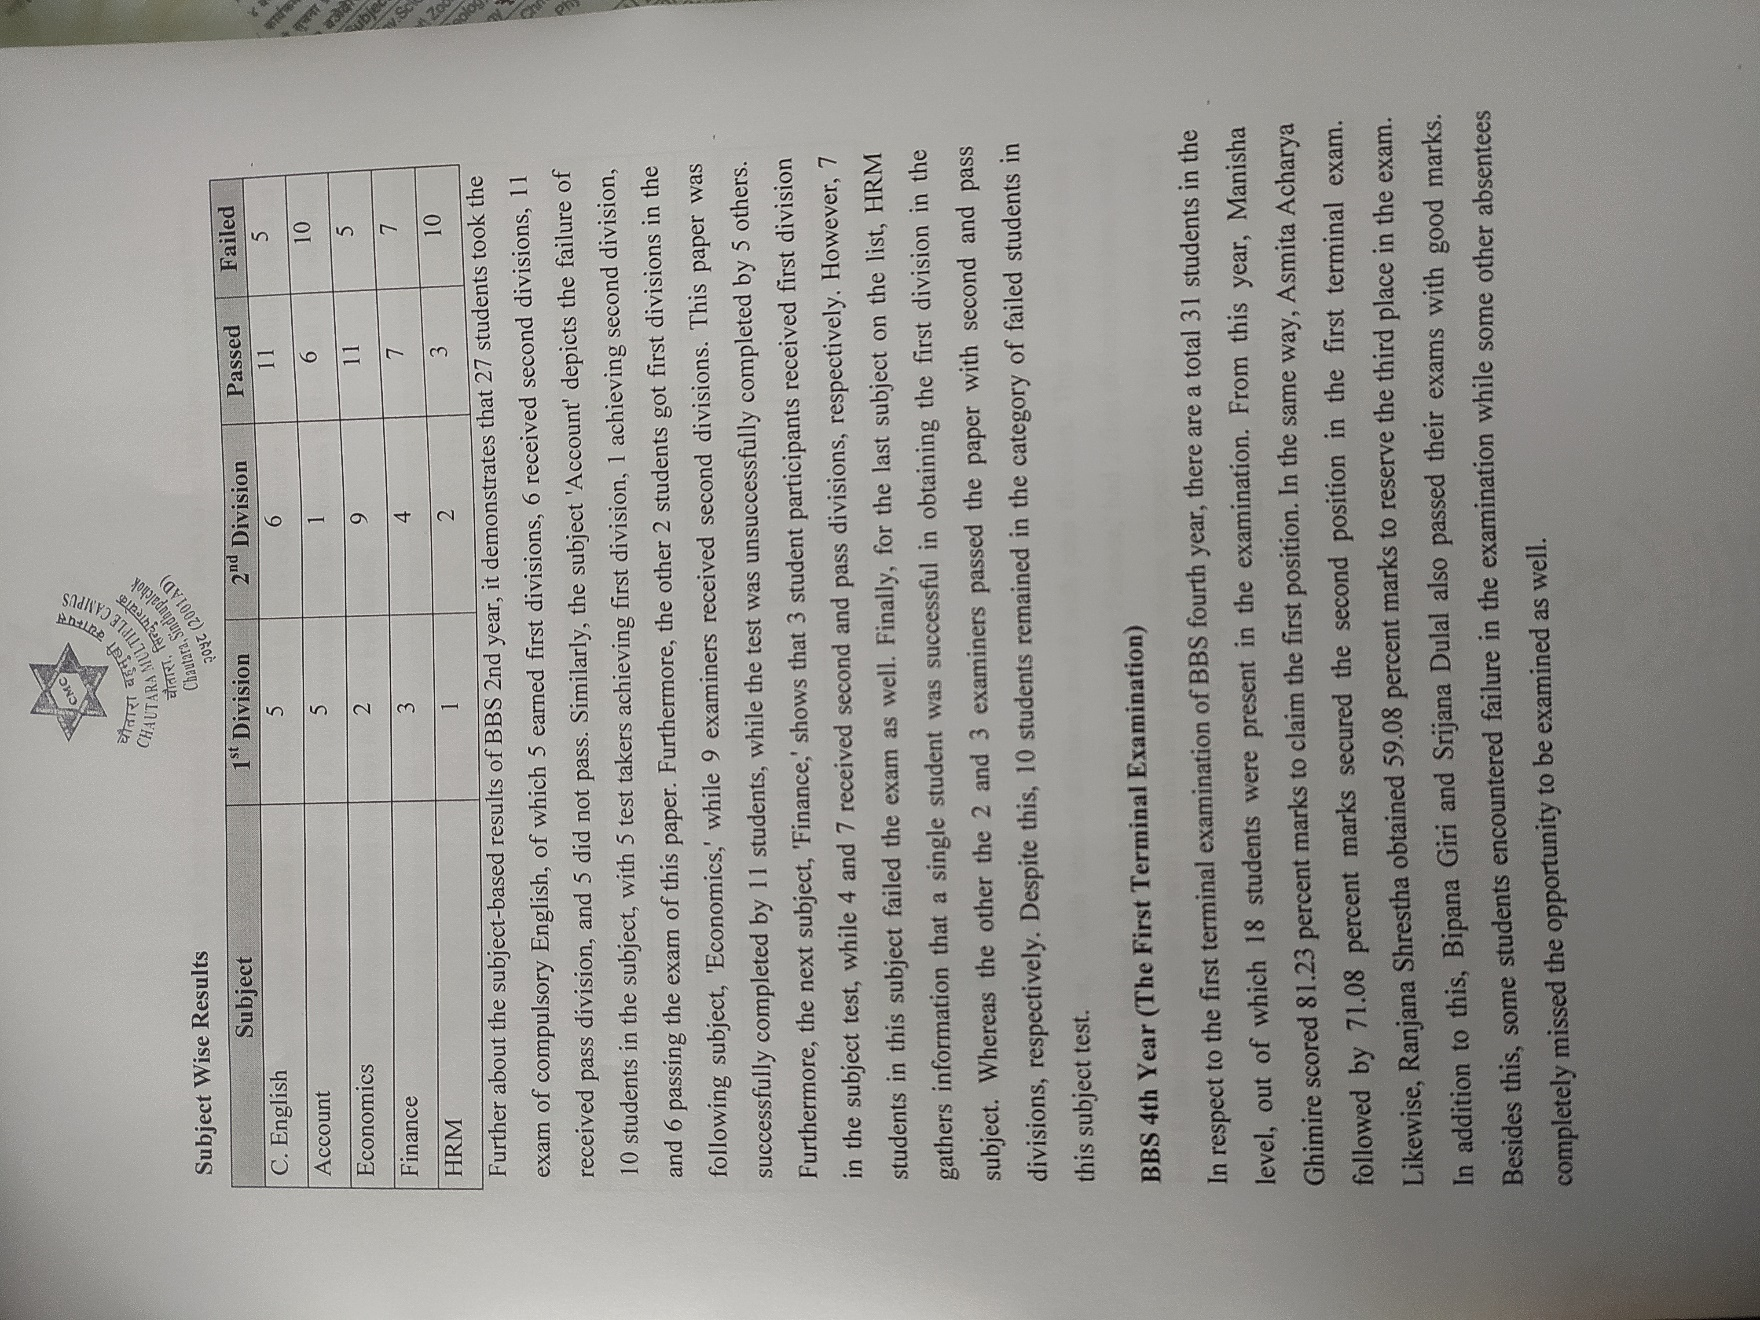 CMC
चौतारा बहुमुखी क्याम्पस
CHAUTARA MULTIPLE CAMPUS
चौतारा, सिन्धुपाल्चोक
Chautara, Sindhupalchok
२०५८ (2001AD)
Subject Wise Results
Subject 1st Division 2nd Division Passed Failed
C. English 5 6 11 5
Account 5 1 6 10
Economics 2 9 11 5
Finance 3 4 7 7
HRM 1 2 3 10
Further about the subject-based results of BBS 2nd year, it demonstrates that 27 students took the
exam of compulsory English, of which 5 earned first divisions, 6 received second divisions, 11
received pass division, and 5 did not pass. Similarly, the subject 'Account' depicts the failure of
10 students in the subject, with 5 test takers achieving first division, 1 achieving second division,
and 6 passing the exam of this paper. Furthermore, the other 2 students got first divisions in the
following subject, 'Economics,' while 9 examiners received second divisions. This paper was
successfully completed by 11 students, while the test was unsuccessfully completed by 5 others.
Furthermore, the next subject, 'Finance,' shows that 3 student participants received first division
in the subject test, while 4 and 7 received second and pass divisions, respectively. However, 7
students in this subject failed the exam as well. Finally, for the last subject on the list, HRM
gathers information that a single student was successful in obtaining the first division in the
subject. Whereas the other the 2 and 3 examiners passed the paper with second and pass
divisions, respectively. Despite this, 10 students remained in the category of failed students in
this subject test.
BBS 4th Year (The First Terminal Examination)
In respect to the first terminal examination of BBS fourth year, there are a total 31 students in the
level, out of which 18 students were present in the examination. From this year, Manisha
Ghimire scored 81.23 percent marks to claim the first position. In the same way, Asmita Acharya
followed by 71.08 percent marks secured the second position in the first terminal exam.
Likewise, Ranjana Shrestha obtained 59.08 percent marks to reserve the third place in the exam.
In addition to this, Bipana Giri and Srijana Dulal also passed their exams with good marks.
Besides this, some students encountered failure in the examination while some other absentees
completely missed the opportunity to be examined as well.